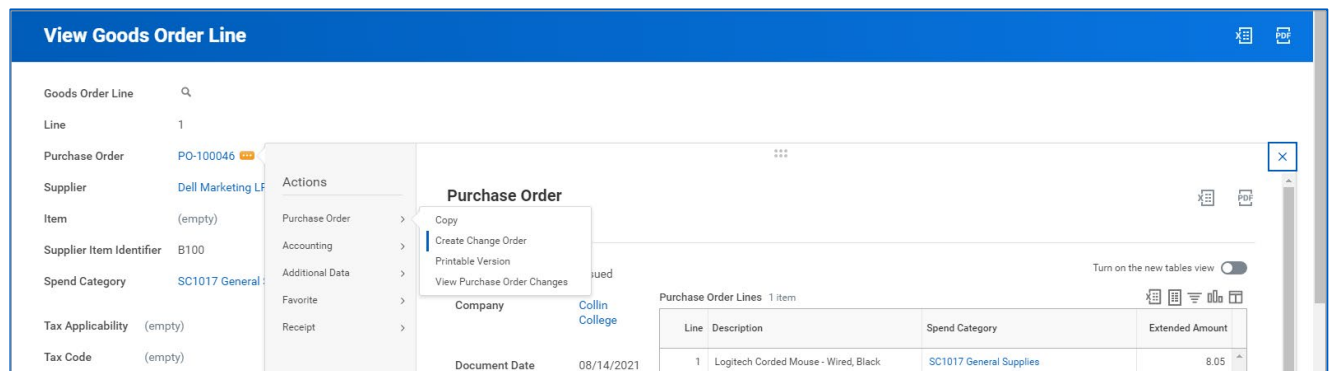 View Goods Order Line
PDF
Goods Order Line
Line 1
Purchase Order PO-100046
Supplier Dell Marketing
Item (empty)
Supplier Item Identifier B100
Spend Category SC1017 General
Tax Applicability (empty)
Tax Code (empty)
Actions
Purchase Order
Accounting
Additional Data
Favorite
Receipt
Copy
Create Change Order
Printable Version
View Purchase Order Changes
Purchase Order
PDF
Turn on the new tables view
Company Collin College
Document Date 08/14/2021
Purchase Order Lines 1 item
Line Description Spend Category Extended Amount
1 Logitech Corded Mouse - Wired, Black SC1017 General Supplies 8.05